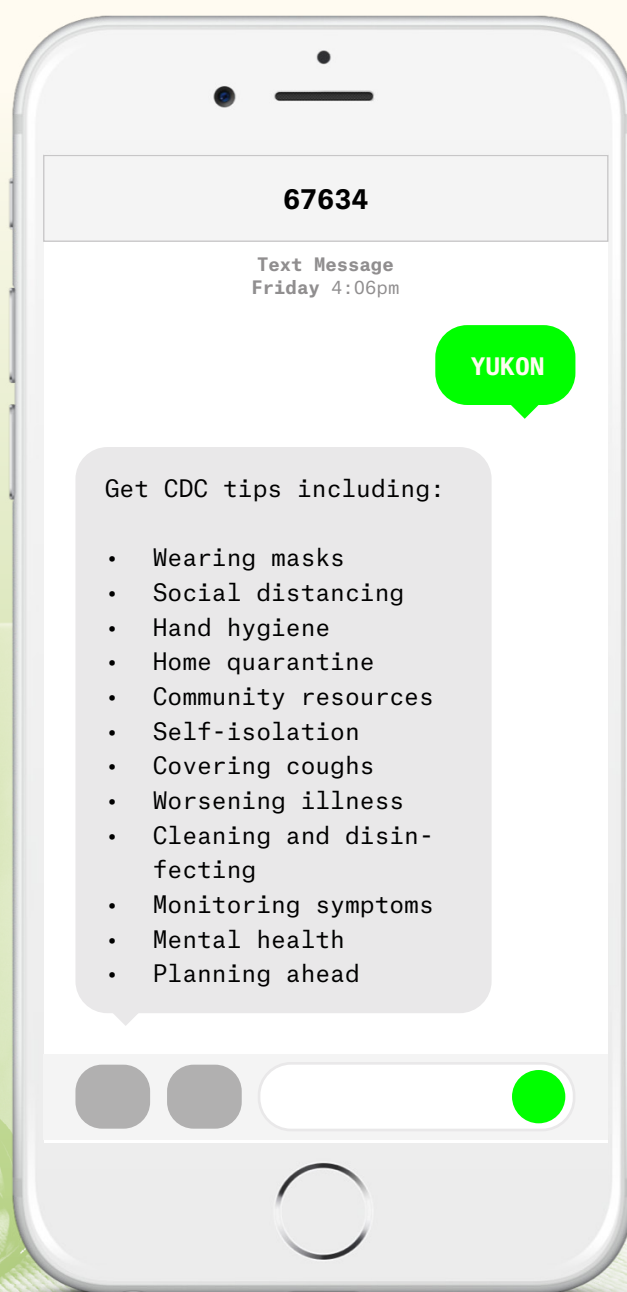 67634
Text Message
Friday 4:06pm
YUKON
Get CDC tips including:
• Wearing masks
• Social distancing
• Hand hygiene
• Home quarantine
• Community resources
• Self-isolation
• Covering coughs
• Worsening illness
• Cleaning and disin-
fecting
• Monitoring symptoms
• Mental health
• Planning ahead